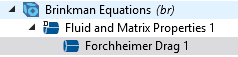 Brinkman Equations (br)
Fluid and Matrix Properties 1
Forchheimer Drag 1